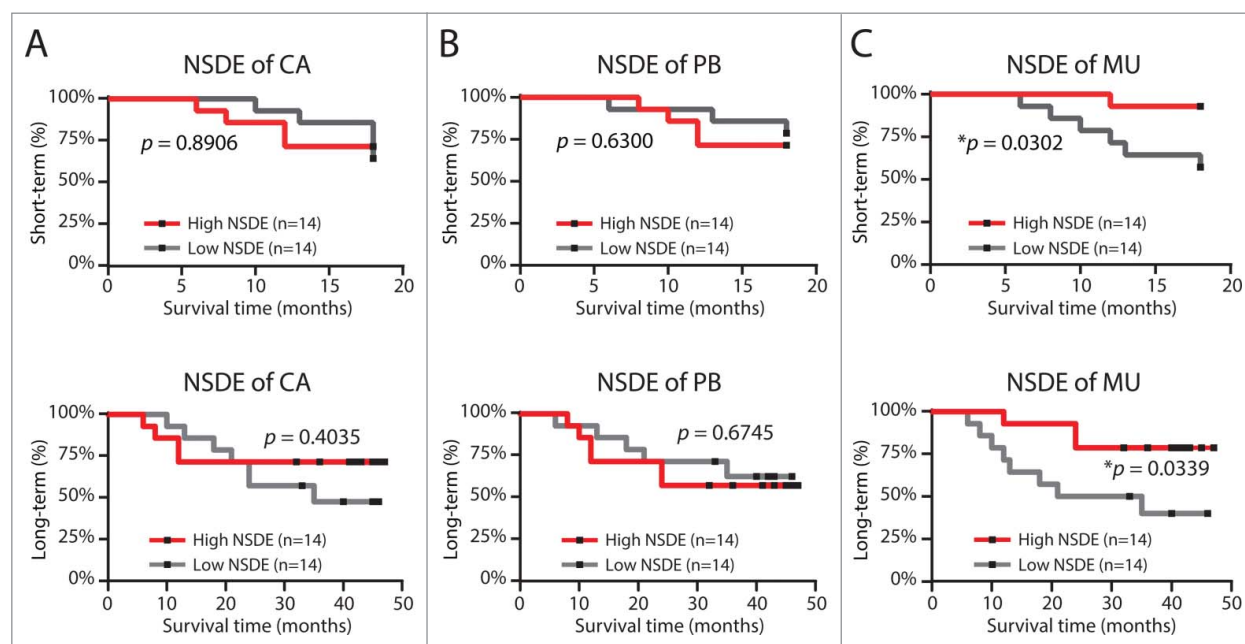 A
NSDE of CA
Short-term (%)
100%
75%
50%
25%
0%
p = 0.8906
High NSDE (n=14)
Low NSDE (n=14)
0 5 10 15 20
Survival time (months)
NSDE of CA
Long-term (%)
100%
75%
50%
25%
0%
p = 0.4035
High NSDE (n=14)
Low NSDE (n=14)
0 10 20 30 40 50
Survival time (months)
B
NSDE of PB
Short-term (%)
100%
75%
50%
25%
0%
p = 0.6300
High NSDE (n=14)
Low NSDE (n=14)
0 5 10 15 20
Survival time (months)
NSDE of PB
Long-term (%)
100%
75%
50%
25%
0%
p = 0.6745
High NSDE (n=14)
Low NSDE (n=14)
0 10 20 30 40 50
Survival time (months)
C
NSDE of MU
Short-term (%)
100%
75%
50%
25%
0%
*p = 0.0302
High NSDE (n=14)
Low NSDE (n=14)
0 5 10 15 20
Survival time (months)
NSDE of MU
Long-term (%)
100%
75%
50%
25%
0%
*p = 0.0339
High NSDE (n=14)
Low NSDE (n=14)
0 10 20 30 40 50
Survival time (months)